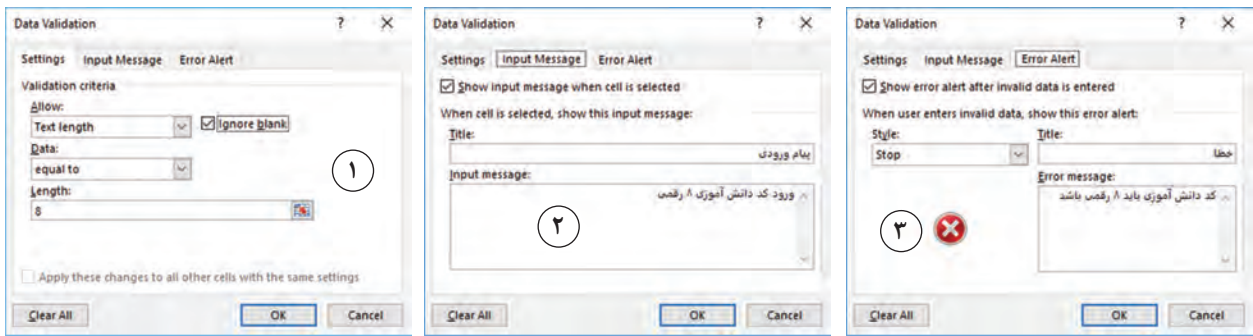 Data Validation
Settings Input Message Error Alert
Validation criteria
Allow:
Text length
Ignore blank
Data:
equal to
Length:
8
۱
Apply these changes to all other cells with the same settings
Clear All OK Cancel
Data Validation
Settings Input Message Error Alert
Show input message when cell is selected
When cell is selected, show this input message:
Title:
پیام ورودی
Input message:
ورود کد دانش آموزی ۸ رقمی
۲
Clear All OK Cancel
Data Validation
Settings Input Message Error Alert
Show error alert after invalid data is entered
When user enters invalid data, show this error alert:
Style: Title:
Stop خطا
Error message:
کد دانش آموزی باید ۸ رقمی باشد
۳
Clear All OK Cancel